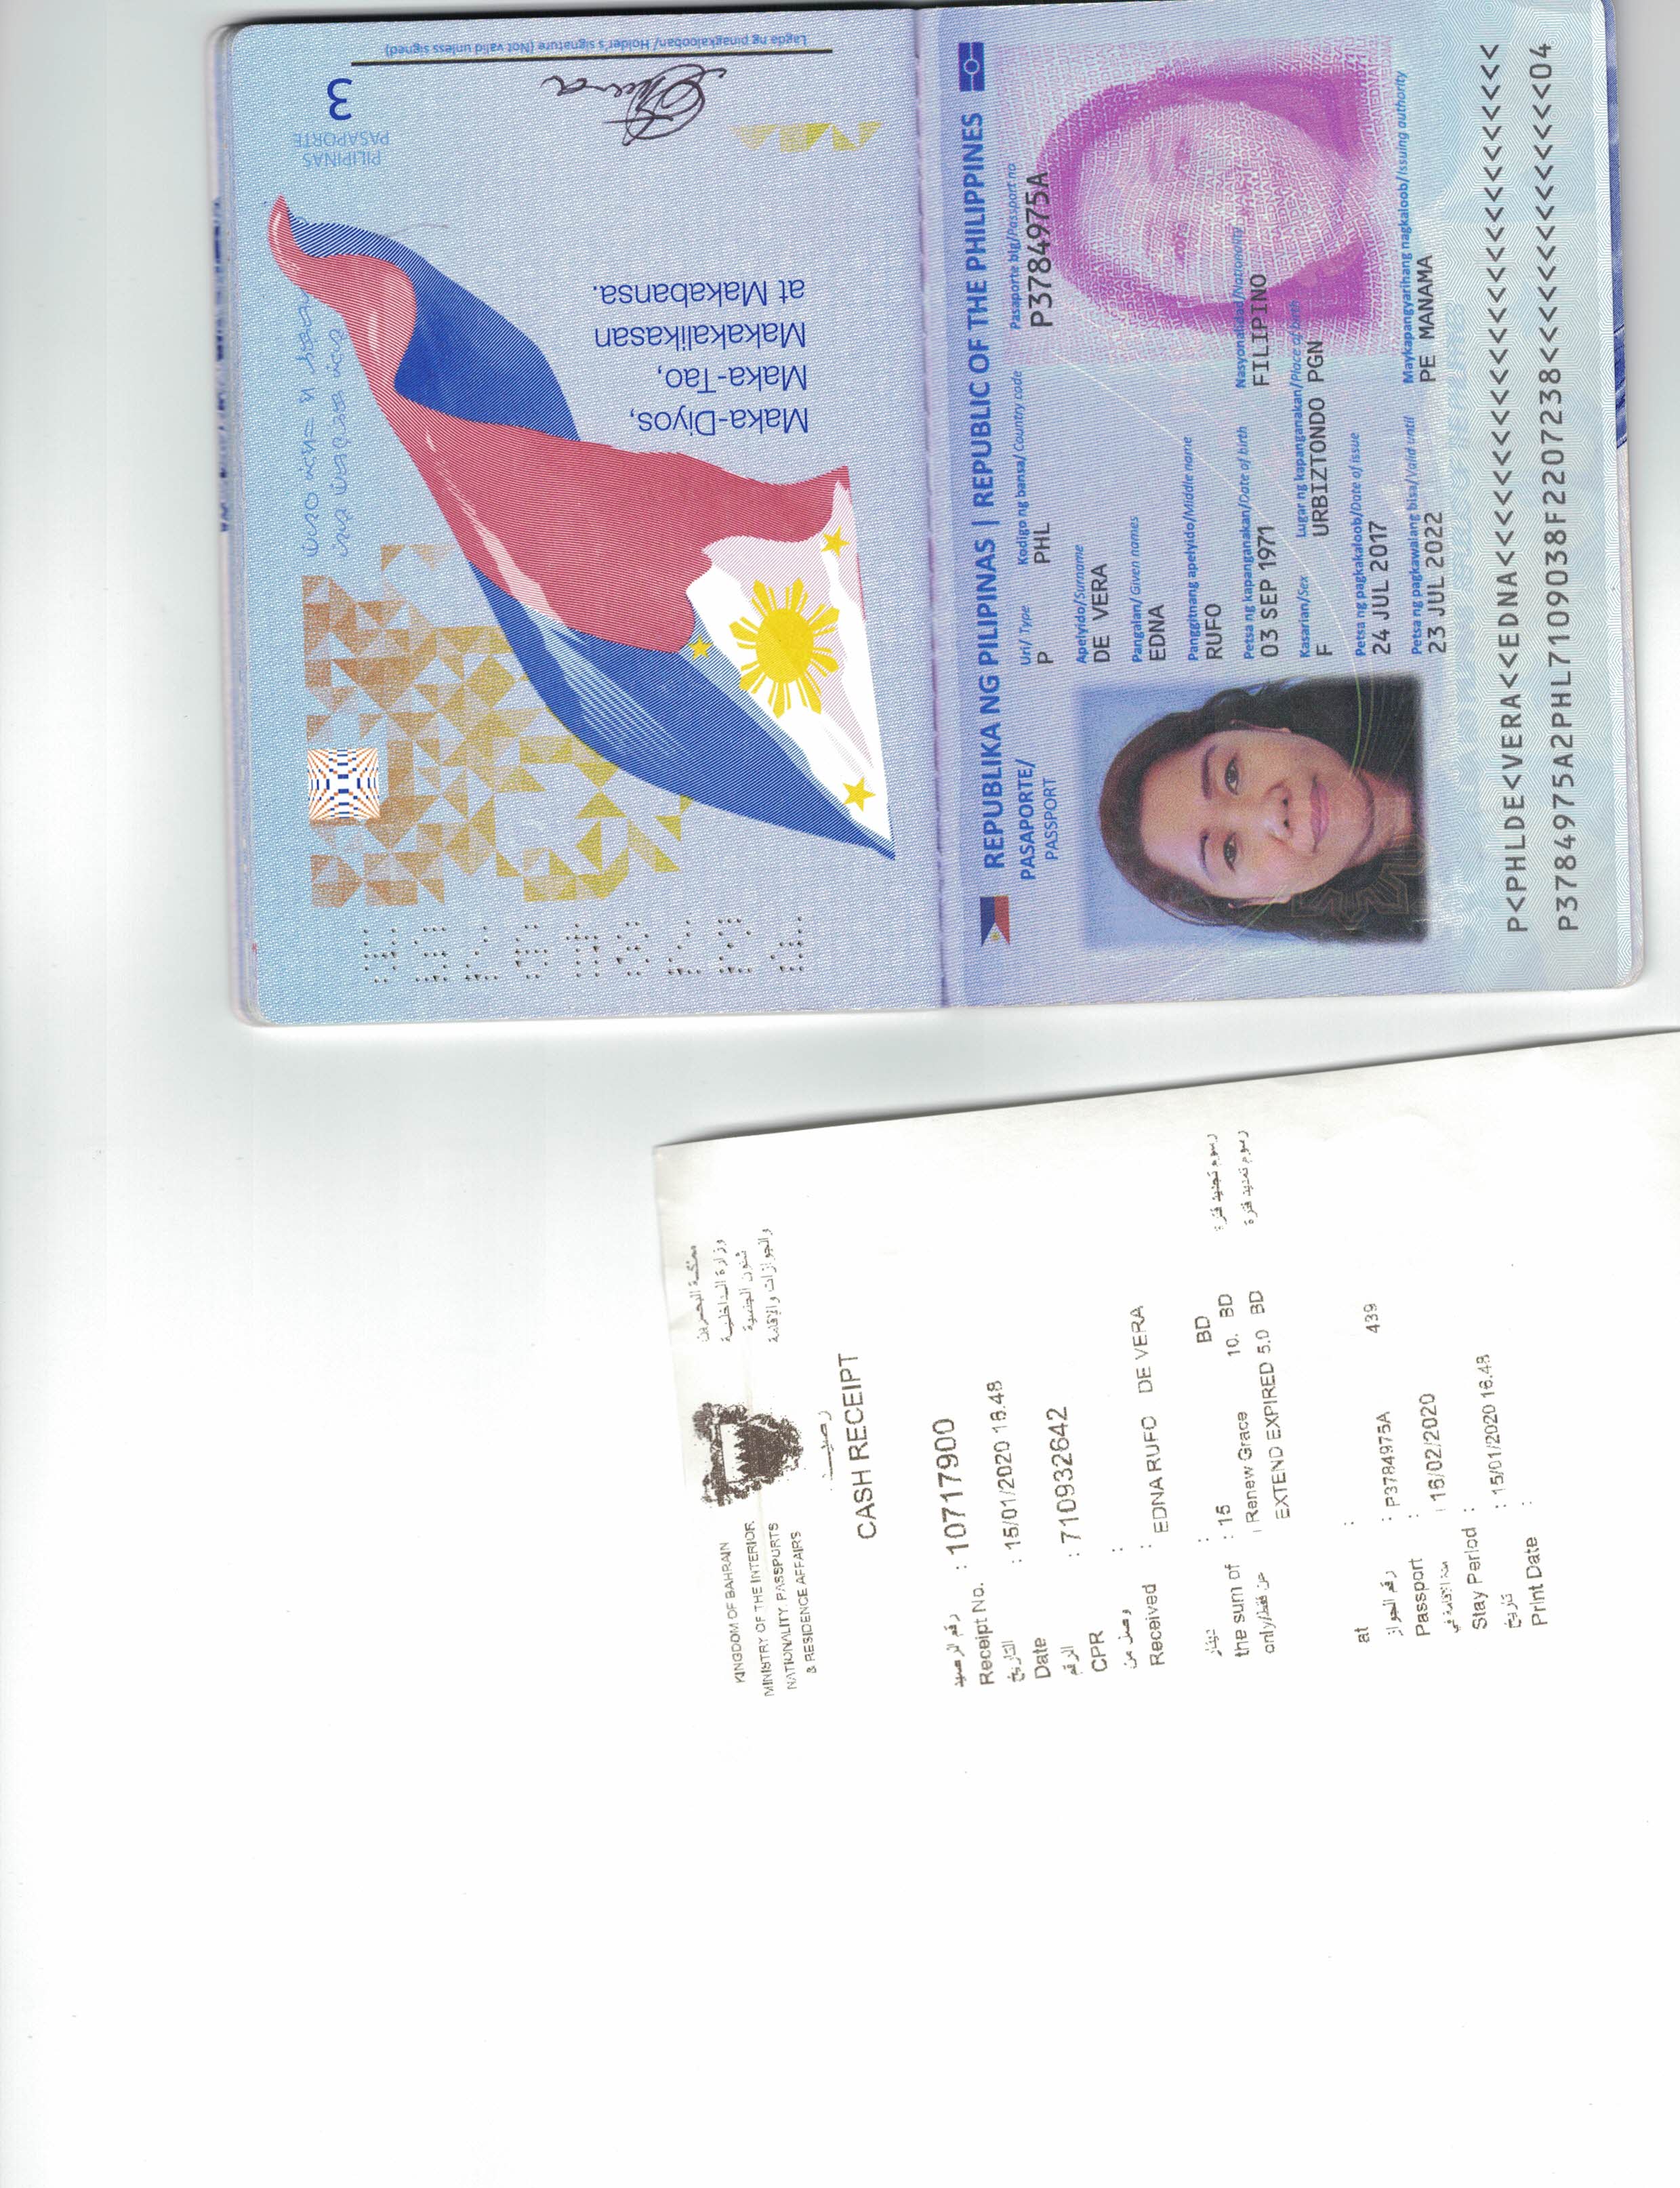 Lagda ng pinagkalooban/ Holder's signature (Not valid unless signed)
3
PILIPINAS
PASAPORTE
Maka-Diyos,
Maka-Tao,
Makakalikasan
at Makabansa.
REPUBLIKA NG PILIPINAS | REPUBLIC OF THE PHILIPPINES
PASAPORTE/
PASSPORT
Uri/ Type Kodigo ng bansa/ Country code Pasaporte blg/Passport no
P PHL P3784975A
Apelyido/Surname
DE VERA
Pangalan/ Given names
EDNA
Panggitnang apelyido/Middle name
RUFO
Petsa ng kapanganakan/Date of birth Nasyonalidad/Nationality
03 SEP 1971 FILIPINO
Kasarian/Sex Lugar ng kapanganakan/Place of birth
F URBIZTONDO PGN
Petsa ng pagkakaloob/Date of issue
24 JUL 2017
Petsa ng pagkawalang bisa/Valid until Maykapangyarihang nagkaloob/Issuing authority
23 JUL 2022 PE MANAMA
P<PHLDE<VERA<<EDNA<<<<<<<<<<<<<<<<<<<<<<<<<<
P3784975A2PHL7109038F2207238<<<<<<<<<<<<<<04
KINGDOM OF BAHRAIN مملكة البحرين
MINISTRY OF THE INTERIOR وزارة الداخلية
NATIONALITY PASSPORTS شئون الجنسية
& RESIDENCE AFFAIRS والجوازات والإقامة
رصيد
CASH RECEIPT
رقم الرصيد
Receipt No. : 10717900
التاريخ
Date : 15/01/2020 16.48
الرقم
CPR : 710932642
وصل من :
Received : EDNA RUFO DE VERA
دينار : BD
the sum of : 15 10. BD رسوم تجديد فترة
only/فقط من Renew Grace
EXTEND EXPIRED 5.0 BD رسوم تمديد فترة
at :
439
رقم الجواز : P3784975A
Passport :
16/02/2020
Stay Period :
تاريخ : 15/01/2020 16.48
Print Date :